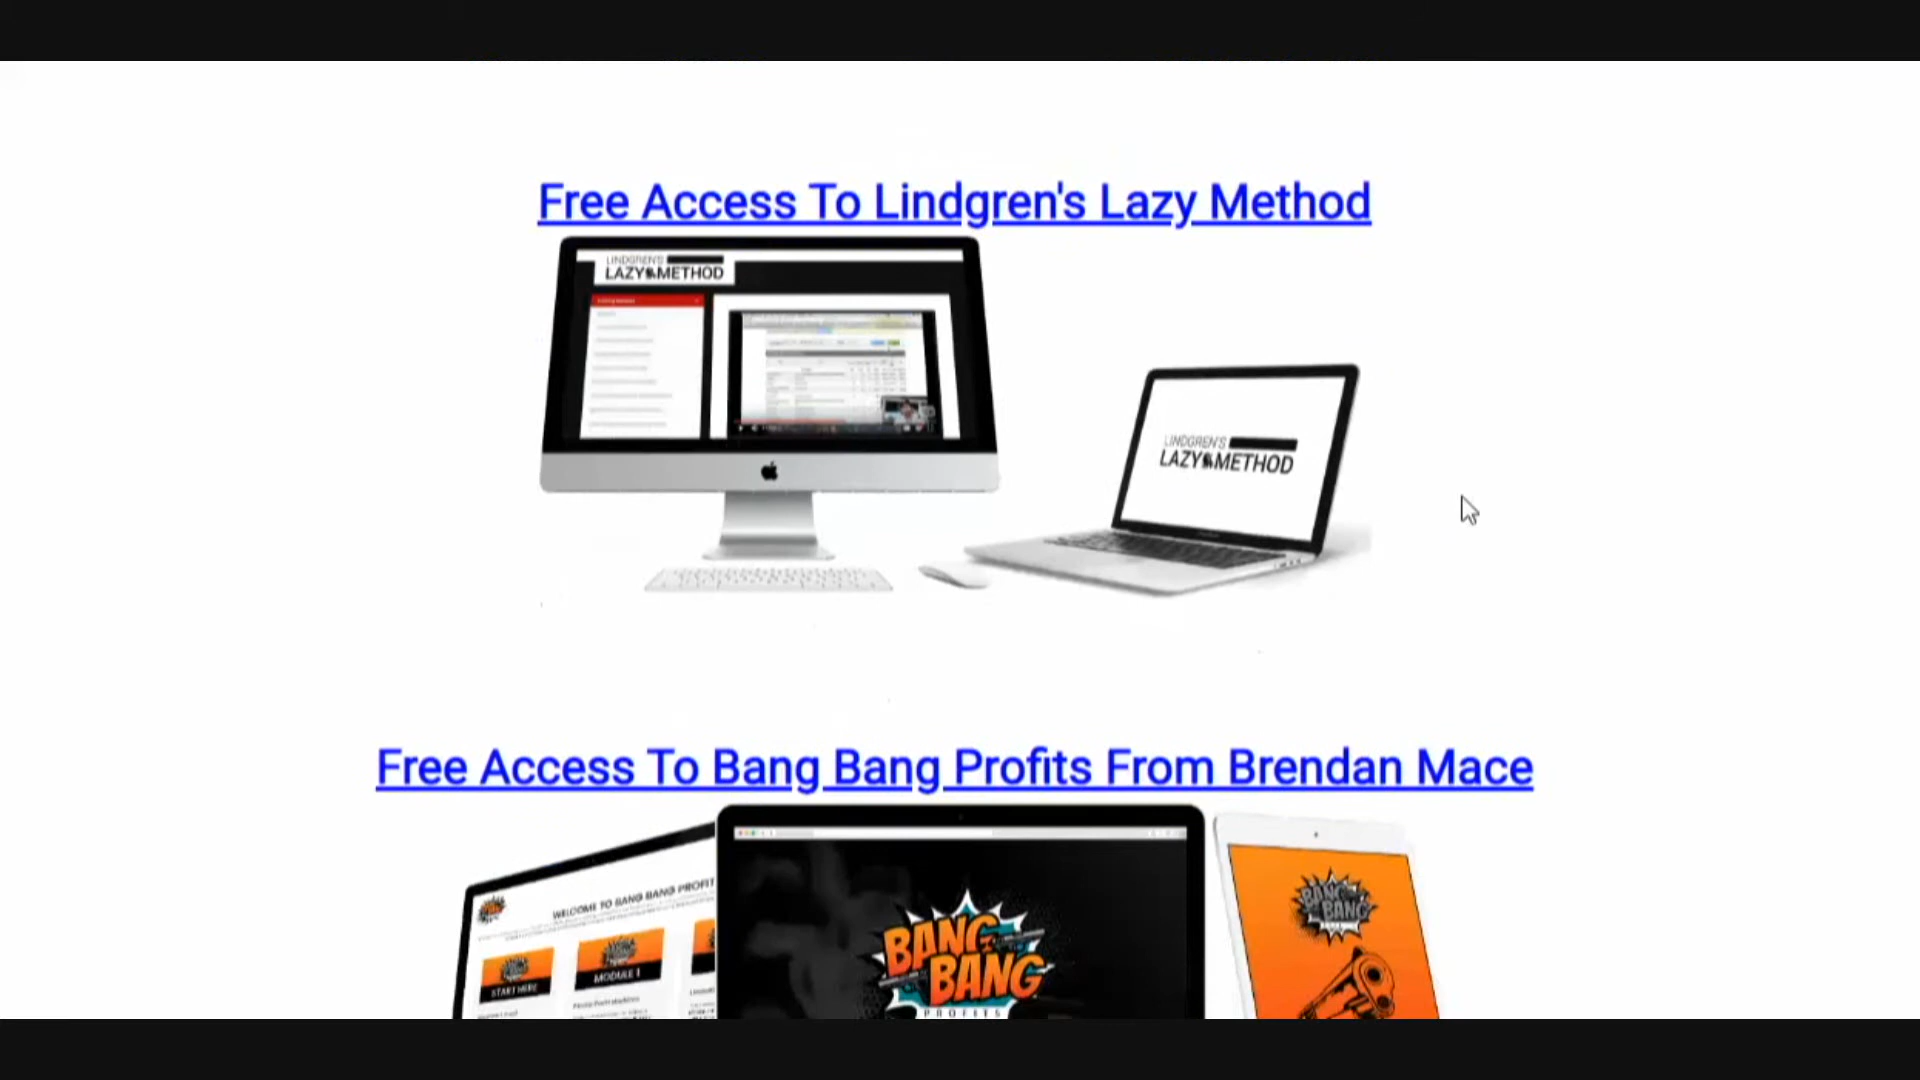 Free Access To Lindgren's Lazy Method
LINDGREN'S
LAZY METHOD
LINDGREN'S
LAZY METHOD
Free Access To Bang Bang Profits From Brendan Mace
WELCOME TO BANG BANG PROFIT
START HERE
MODULE 1
BANG
BANG
PROFITS
BANG
BANG